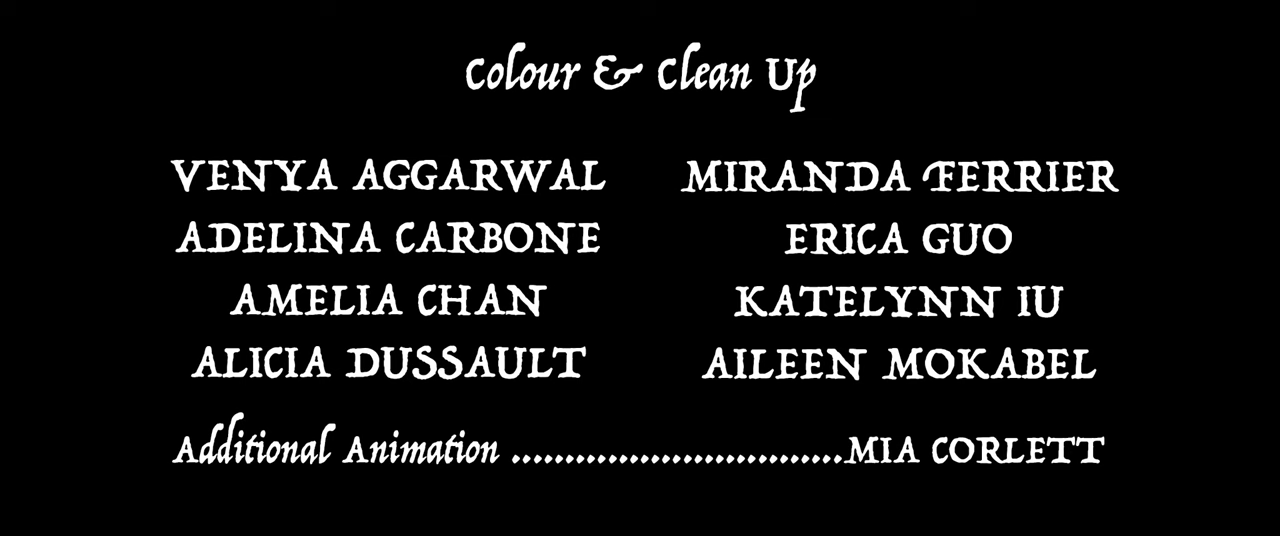 Colour & Clean Up
VENYA AGGARWAL MIRANDA FERRIER
ADELINA CARBONE ERICA GUO
AMELIA CHAN KATELYNN IU
ALICIA DUSSAULT AILEEN MOKABEL
Additional Animation ...............................MIA CORLETT